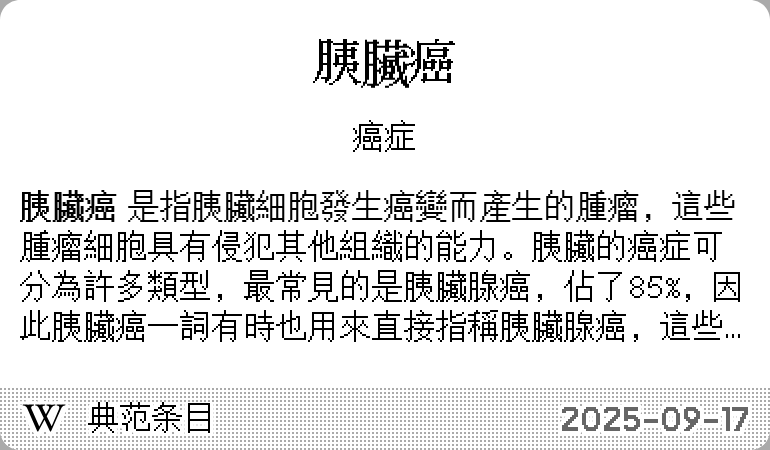 胰臟癌
癌症
胰臟癌 是指胰臟細胞發生癌變而產生的腫瘤，這些
腫瘤細胞具有侵犯其他組織的能力。胰臟的癌症可
分為許多類型，最常見的是胰臟腺癌，佔了85%，因
此胰臟癌一詞有時也用來直接指稱胰臟腺癌，這些…
W 典范条目
2025-09-17